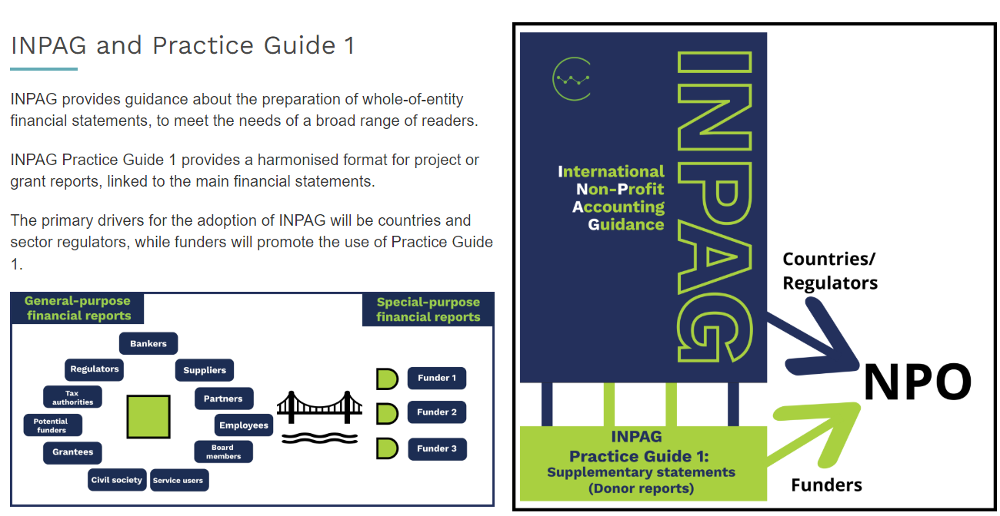 INPAG and Practice Guide 1
INPAG provides guidance about the preparation of whole-of-entity
financial statements, to meet the needs of a broad range of readers.
INPAG Practice Guide 1 provides a harmonised format for project or
grant reports, linked to the main financial statements.
The primary drivers for the adoption of INPAG will be countries and
sector regulators, while funders will promote the use of Practice Guide
1.
General-purpose
financial reports
Special-purpose
financial reports
Bankers
Regulators
Suppliers
Tax
authorities
Partners
Potential
funders
Employees
Grantees
Board
members
Civil society
Service users
Funder 1
Funder 2
Funder 3
INPAG
International
Non-Profit
Accounting
Guidance
Countries/
Regulators
NPO
INPAG
Practice Guide 1:
Supplementary statements
(Donor reports)
Funders